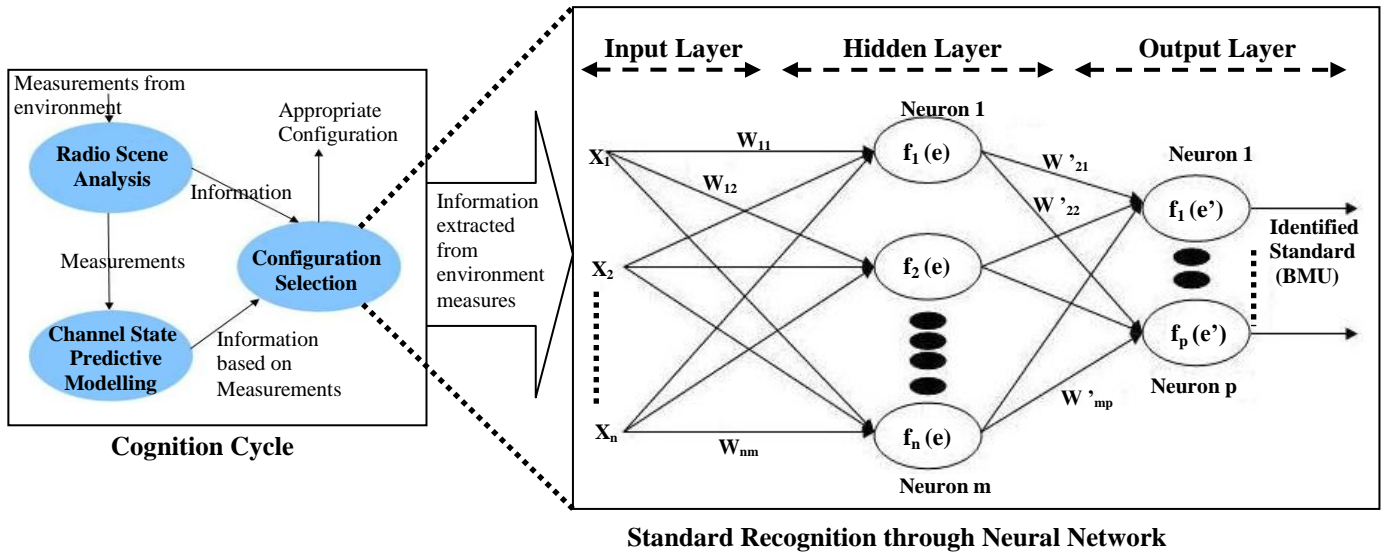 Measurements from
environment
Radio Scene
Analysis
Appropriate
Configuration
Information
Measurements
Configuration
Selection
Channel State
Predictive
Modelling
Information
based on
Measurements
Cognition Cycle
Information
extracted
from
environment
measures
Input Layer
Hidden Layer
Output Layer
X1
X2
Xn
W11
W12
Wnm
Neuron 1
f1 (e)
f2 (e)
fn (e)
Neuron m
W '21
W '22
W 'mp
Neuron 1
f1 (e')
fp (e')
Neuron p
Identified
Standard
(BMU)
Standard Recognition through Neural Network